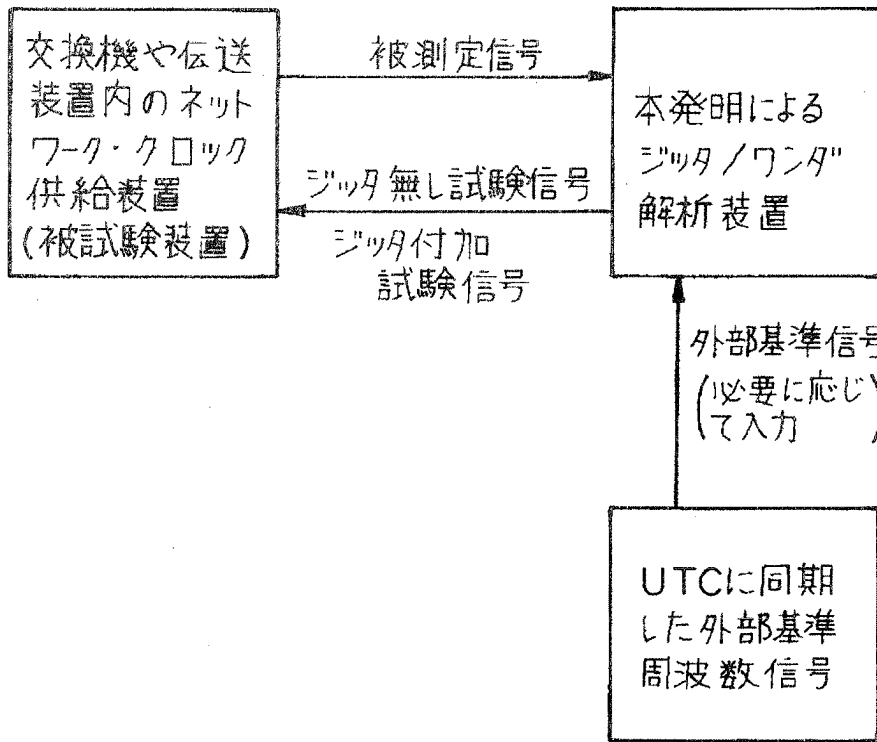 交換機や伝送
装置内のネット
ワーク・クロック
供給装置
(被試験装置)
被測定信号
ジッタ無し試験信号
ジッタ付加
試験信号
本発明による
ジッタ/ワンダ
解析装置
外部基準信号
(必要に応じ
て入力)
UTCに同期
した外部基準
周波数信号